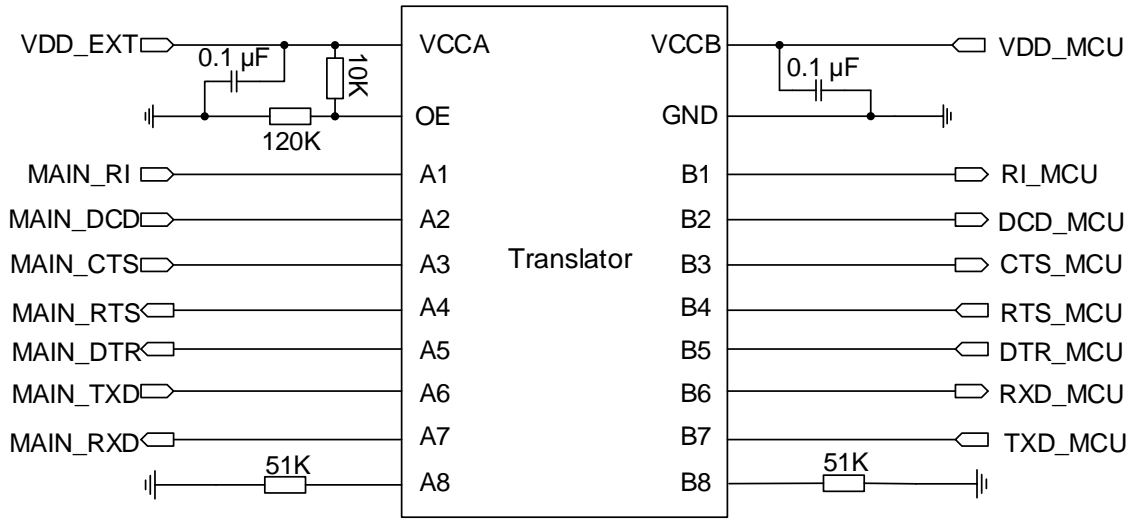 VDD_EXT VCCA VCCB VDD_MCU
0.1 µF 10K 0.1 µF
OE GND
120K
MAIN_RI A1 B1 RI_MCU
MAIN_DCD A2 B2 DCD_MCU
MAIN_CTS A3 Translator B3 CTS_MCU
MAIN_RTS A4 B4 RTS_MCU
MAIN_DTR A5 B5 DTR_MCU
MAIN_TXD A6 B6 RXD_MCU
MAIN_RXD A7 B7 TXD_MCU
51K A8 B8 51K